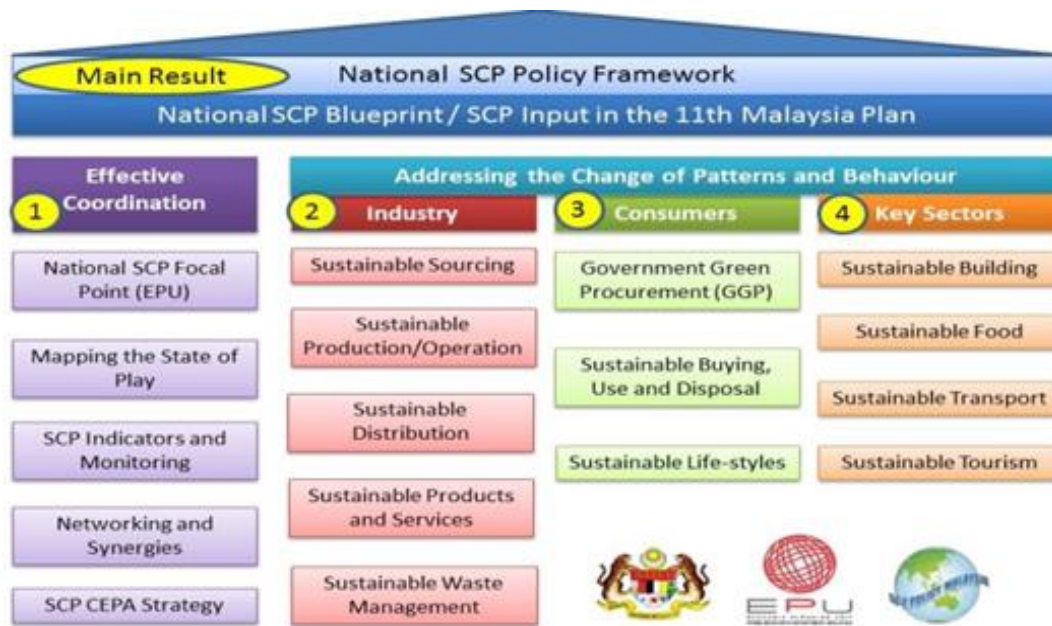 Main Result
National SCP Policy Framework
National SCP Blueprint / SCP Input in the 11th Malaysia Plan
Effective
Coordination
1
Addressing the Change of Patterns and Behaviour
2
Industry
3
Consumers
4
Key Sectors
National SCP Focal
Point (EPU)
Mapping the State of
Play
SCP Indicators and
Monitoring
Networking and
Synergies
SCP CEPA Strategy
Sustainable Sourcing
Sustainable
Production/Operation
Sustainable
Distribution
Sustainable Products
and Services
Sustainable Waste
Management
Government Green
Procurement (GGP)
Sustainable Buying,
Use and Disposal
Sustainable Life-styles
Sustainable Building
Sustainable Food
Sustainable Transport
Sustainable Tourism
EPU